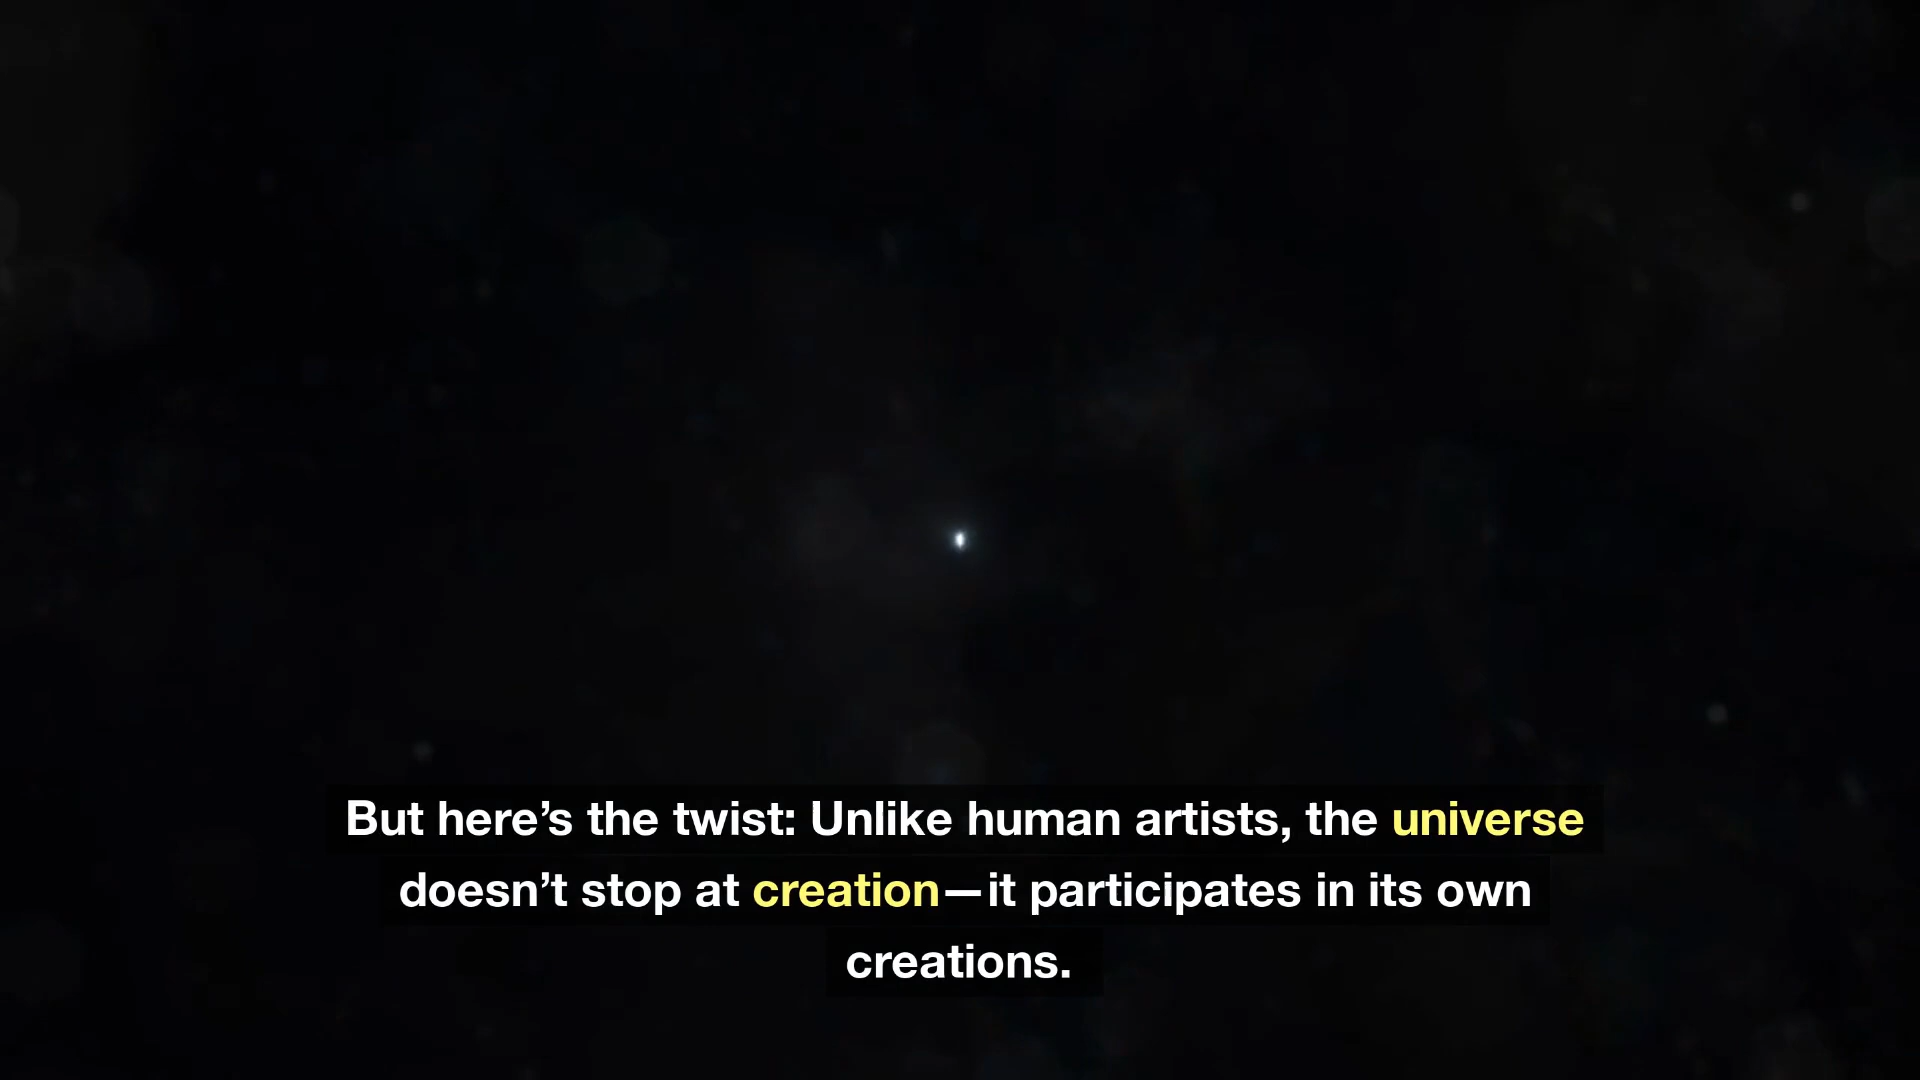 But here’s the twist: Unlike human artists, the universe
doesn’t stop at creation—it participates in its own
creations.